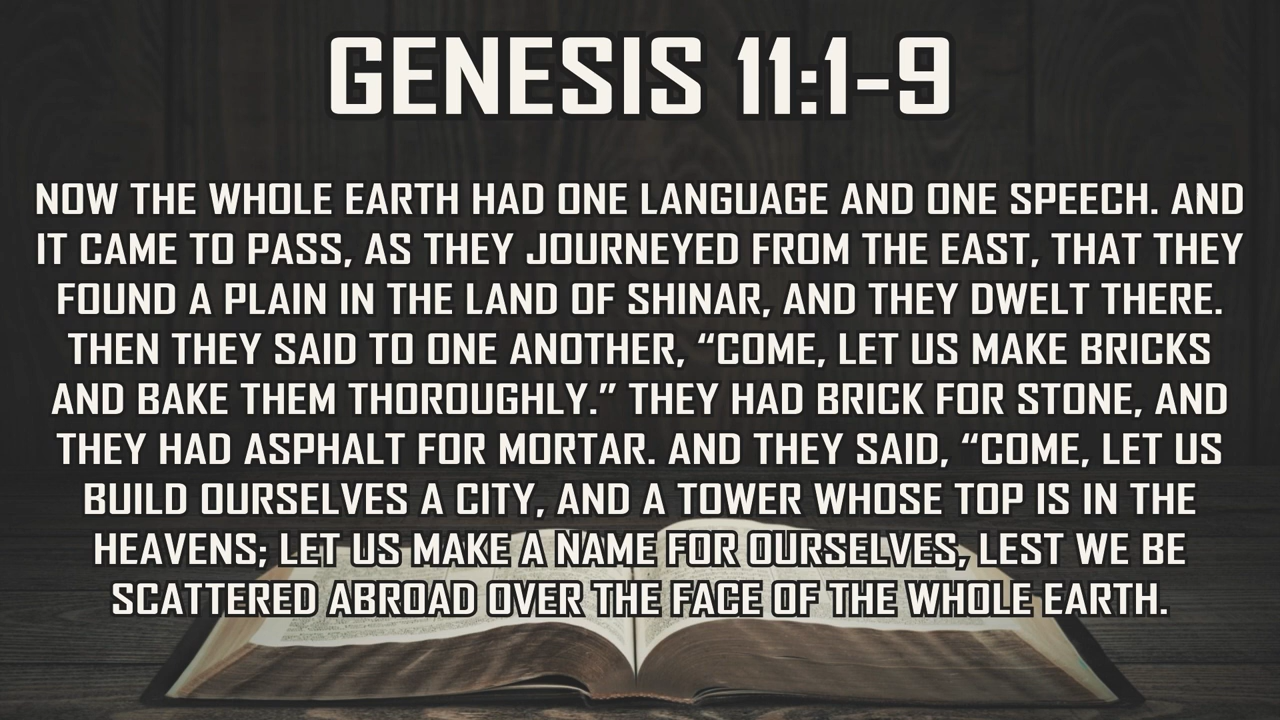 GENESIS 11:1-9
NOW THE WHOLE EARTH HAD ONE LANGUAGE AND ONE SPEECH. AND
IT CAME TO PASS, AS THEY JOURNEYED FROM THE EAST, THAT THEY
FOUND A PLAIN IN THE LAND OF SHINAR, AND THEY DWELT THERE.
THEN THEY SAID TO ONE ANOTHER, “COME, LET US MAKE BRICKS
AND BAKE THEM THOROUGHLY.” THEY HAD BRICK FOR STONE, AND
THEY HAD ASPHALT FOR MORTAR. AND THEY SAID, “COME, LET US
BUILD OURSELVES A CITY, AND A TOWER WHOSE TOP IS IN THE
HEAVENS; LET US MAKE A NAME FOR OURSELVES, LEST WE BE
SCATTERED ABROAD OVER THE FACE OF THE WHOLE EARTH.